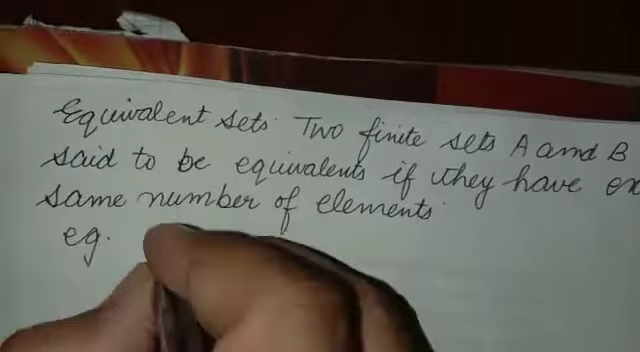 Equivalent sets: Two finite sets A and B
said to be equivalents if they have
same number of elements.
eg.